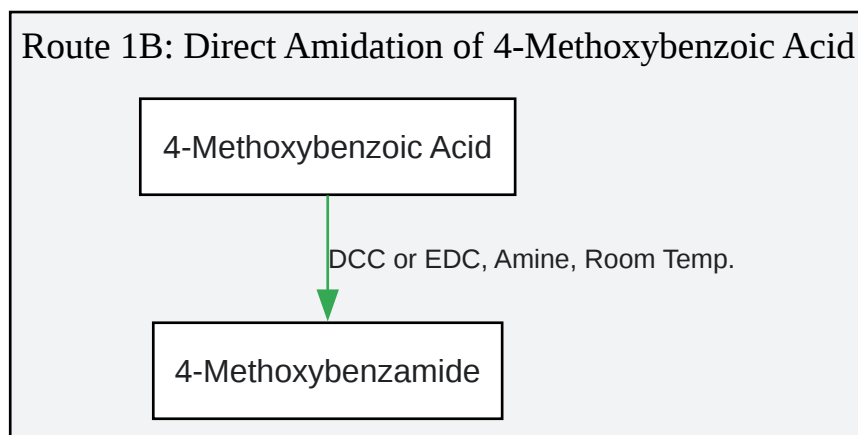 Route 1B: Direct Amidation of 4-Methoxybenzoic Acid
4-Methoxybenzoic Acid
DCC or EDC, Amine, Room Temp.
4-Methoxybenzamide